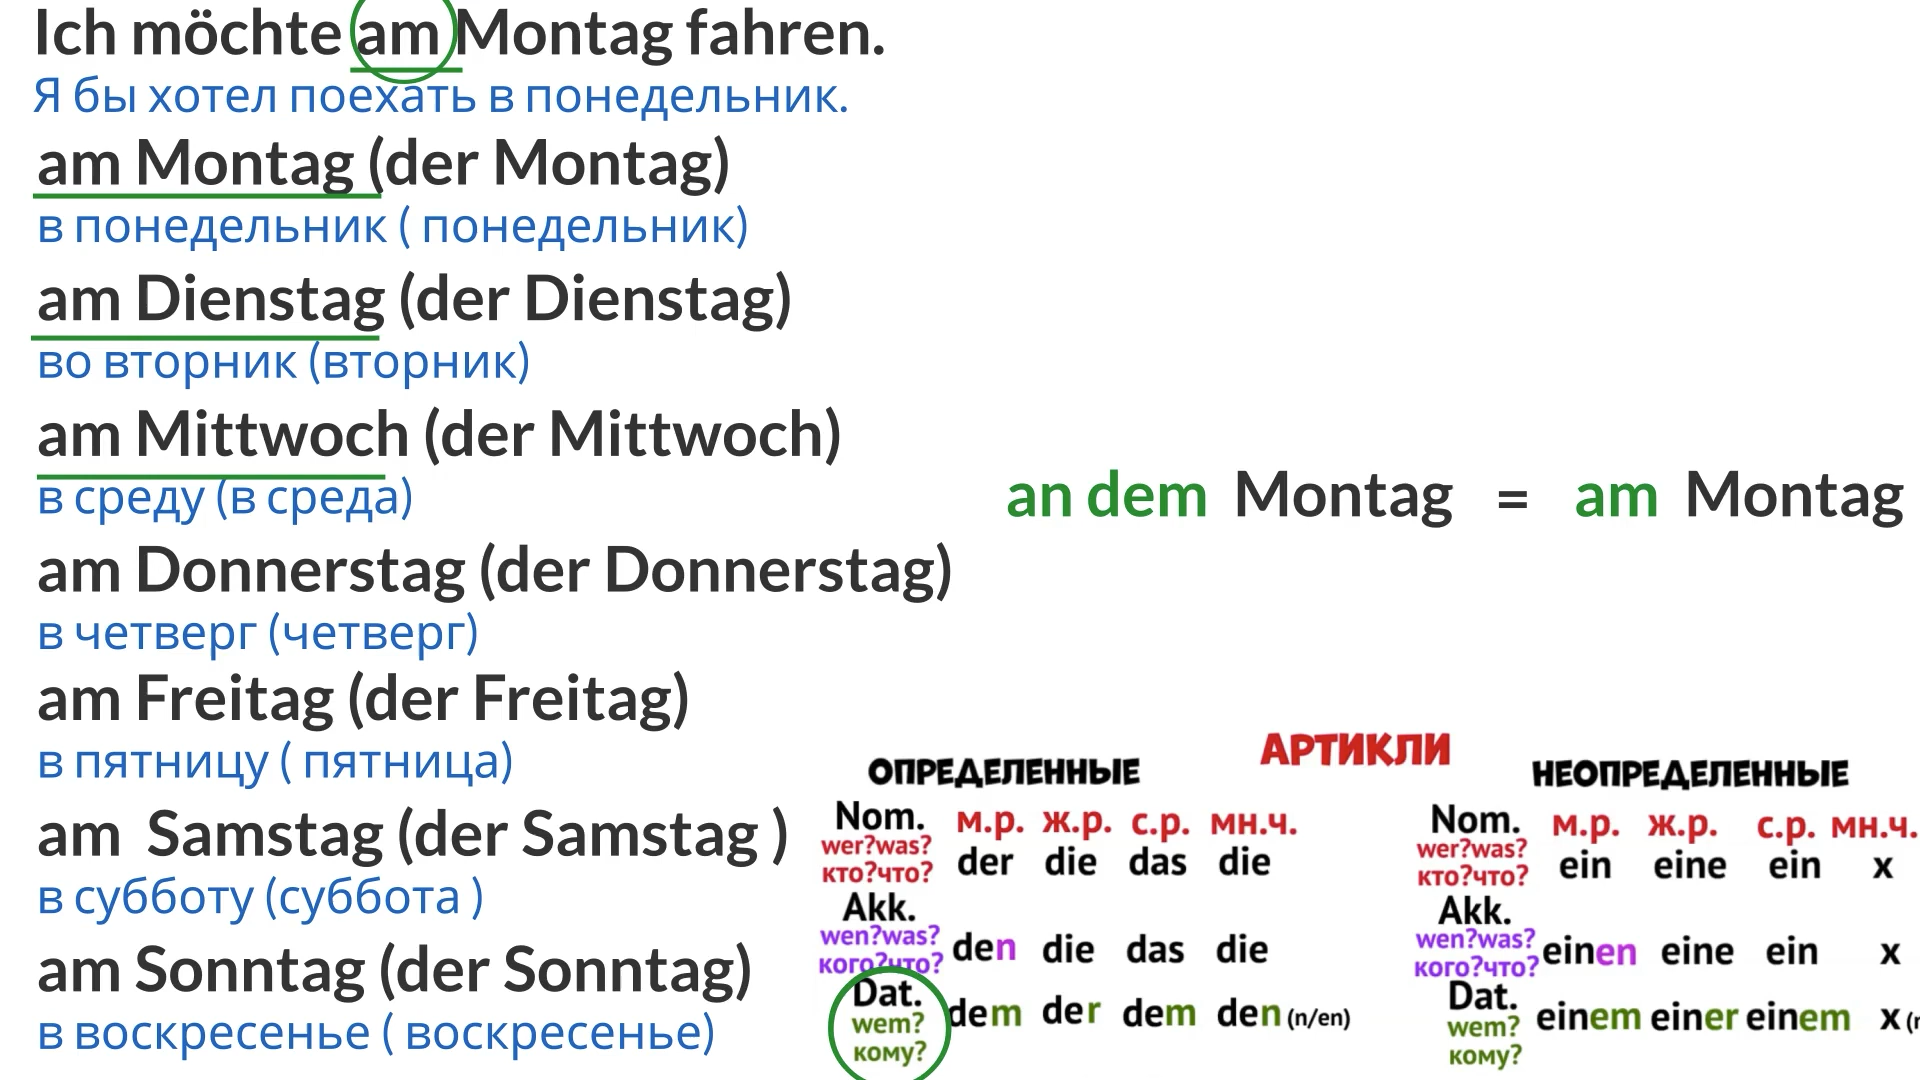 Ich möchte am Montag fahren.
Я бы хотел поехать в понедельник.
am Montag (der Montag)
в понедельник ( понедельник)
am Dienstag (der Dienstag)
во вторник (вторник)
am Mittwoch (der Mittwoch)
в среду (в среда)
am Donnerstag (der Donnerstag)
в четверг (четверг)
am Freitag (der Freitag)
в пятницу ( пятница)
am Samstag (der Samstag )
в субботу (суббота )
am Sonntag (der Sonntag)
в воскресенье ( воскресенье)
an dem Montag = am Montag
АРТИКЛИ
ОПРЕДЕЛЕННЫЕ
Nom. м.р. ж.р. с.р. мн.ч.
wer?was?
кто?что? der die das die
Akk.
wen?was? den die das die
кого?что?
Dat.
wem? dem der dem den (n/en)
кому?
НЕОПРЕДЕЛЕННЫЕ
Nom. м.р. ж.р. с.р. мн.ч.
wer?was? ein eine ein x
кто?что?
Akk.
wen?was? einen eine ein x
кого?что?
Dat.
wem? einem einer einem x
кому?